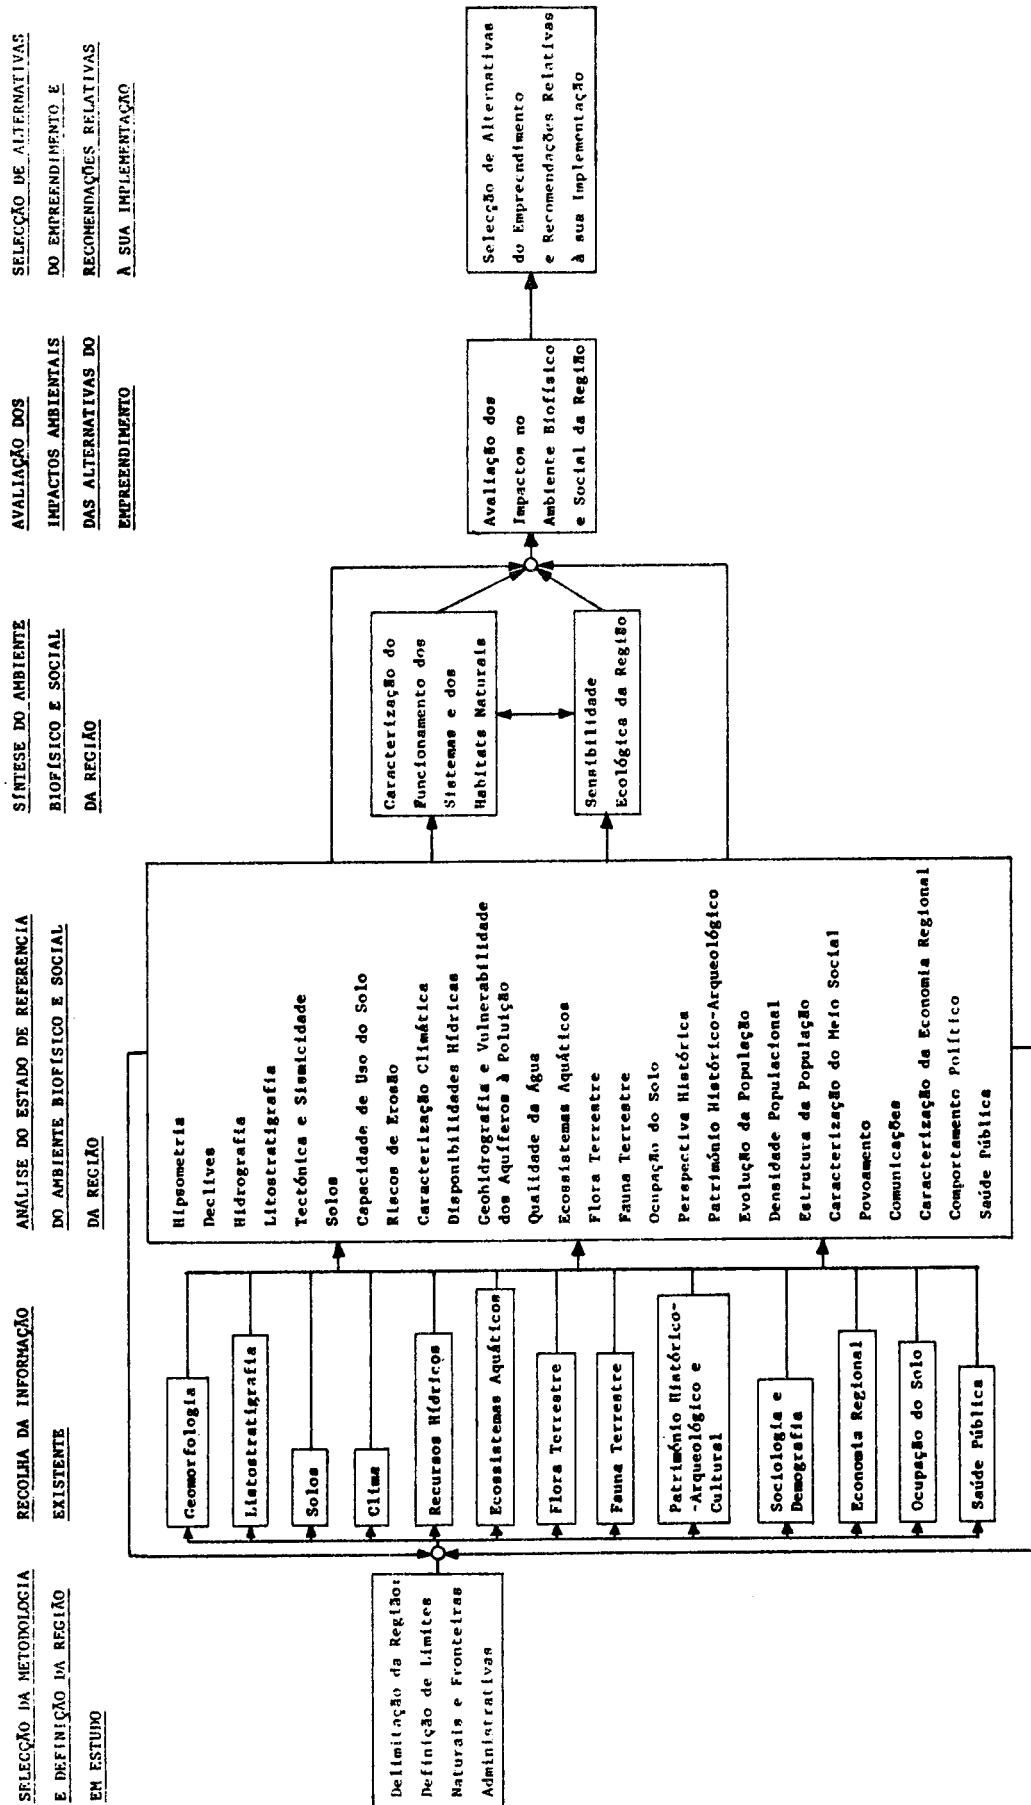 SELECÇÃO DA METODOLOGIA
E DEFINIÇÃO DA REGIÃO
EM ESTUDO
RECOLHA DA INFORMAÇÃO
EXISTENTE
ANÁLISE DO ESTADO DE REFERÊNCIA
DO AMBIENTE BIOFÍSICO E SOCIAL
DA REGIÃO
SÍNTESE DO AMBIENTE
BIOFÍSICO E SOCIAL
DA REGIÃO
AVALIAÇÃO DOS
IMPACTOS AMBIENTAIS
DAS ALTERNATIVAS DO
EMPREENDIMENTO
SELECÇÃO DE ALTERNATIVAS
DO EMPREENDIMENTO E
RECOMENDAÇÕES RELATIVAS
À SUA IMPLEMENTAÇÃO
Delimitação da Região:
Definição de Limites
Naturais e Fronteiras
Administrativas
Geomorfologia
Listostratigrafia
Solos
Clima
Recursos Hídricos
Ecossistemas Aquáticos
Flora Terrestre
Fauna Terrestre
Património Histórico-
-Arqueológico e
Cultural
Sociologia e
Demografia
Economia Regional
Ocupação do Solo
Saúde Pública
Hipsometria
Declives
Hidrografia
Litostratigrafia
Tectónica e Sismicidade
Solos
Capacidade de Uso do Solo
Riscos de Erosão
Caracterização Climática
Disponibilidades Hídricas
Geohidrografia e Vulnerabilidade
dos Aquíferos à Poluição
Qualidade da Água
Ecossistemas Aquáticos
Flora Terrestre
Fauna Terrestre
Ocupação do Solo
Perspectiva Histórica
Património Histórico-Arqueológico
Evolução da População
Densidade Populacional
Estrutura da População
Caracterização do Meio Social
Povoamento
Comunicações
Caracterização da Economia Regional
Comportamento Político
Saúde Pública
Caracterização do
Funcionamento dos
Sistemas e dos
Habitats Naturais
Sensibilidade
Ecológica da Região
Avaliação dos
Impactos no
Ambiente Biofísico
e Social da Região
Selecção de Alternativas
do Empreendimento
e Recomendações Relativas
à sua Implementação